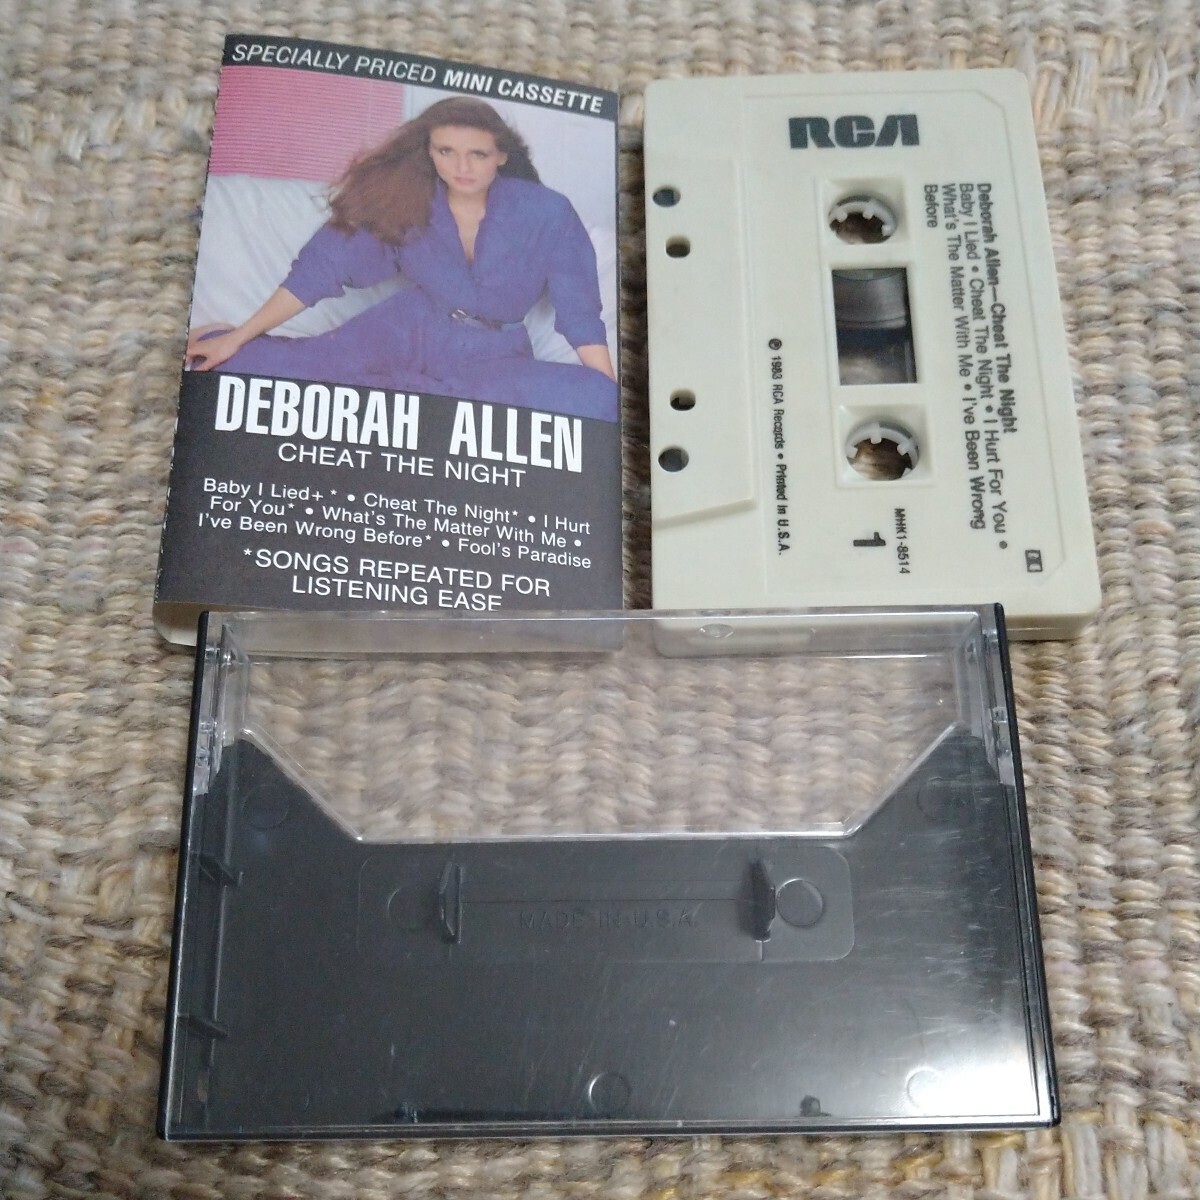 SPECIALLY PRICED MINI CASSETTE
DEBORAH ALLEN
CHEAT THE NIGHT
Baby I Lied+* • Cheat The Night* • I Hurt
For You* • What's The Matter With Me •
I've Been Wrong Before* • Fool's Paradise
*SONGS REPEATED FOR
LISTENING EASE
RCA
Deborah Allen—Cheat The Night
Baby I Lied • Cheat The Night • I Hurt For You •
What's The Matter With Me • I've Been Wrong
Before
℗ 1983 RCA Records • Printed in U.S.A.
MHK1-8514
1
MADE IN U.S.A.